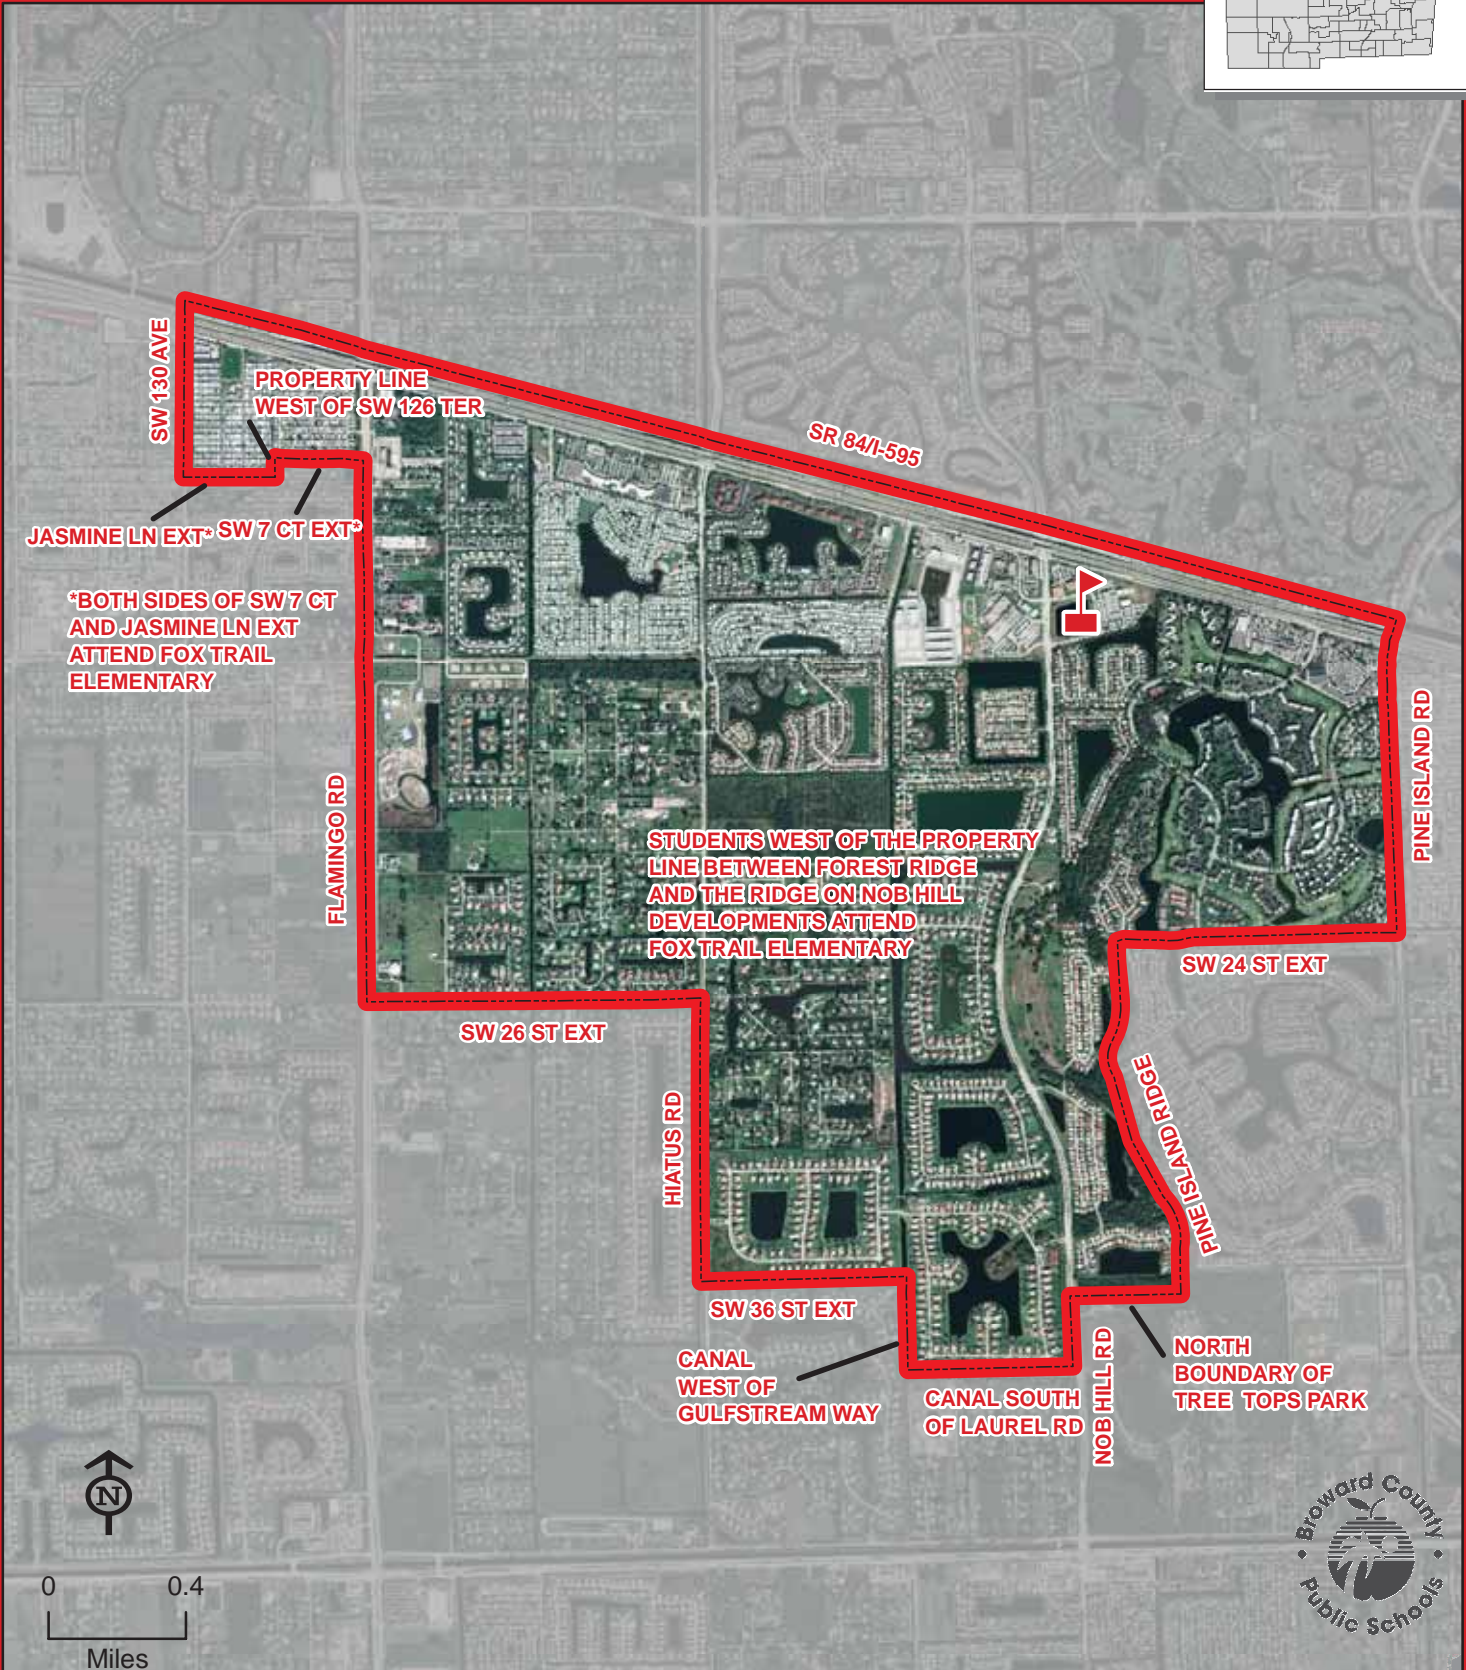 SW 130 AVE
PROPERTY LINE
WEST OF SW 126 TER
SR 84/I-595
JASMINE LN EXT*
SW 7 CT EXT*
*BOTH SIDES OF SW 7 CT
AND JASMINE LN EXT
ATTEND FOX TRAIL
ELEMENTARY
FLAMINGO RD
PINE ISLAND RD
STUDENTS WEST OF THE PROPERTY
LINE BETWEEN FOREST RIDGE
AND THE RIDGE ON NOB HILL
DEVELOPMENTS ATTEND
FOX TRAIL ELEMENTARY
SW 24 ST EXT
SW 26 ST EXT
HIATUS RD
PINE ISLAND RIDGE
SW 36 ST EXT
CANAL
WEST OF
GULFSTREAM WAY
CANAL SOUTH
OF LAUREL RD
NOB HILL RD
NORTH
BOUNDARY OF
TREE TOPS PARK
N
0 0.4
Miles
Broward County
Public Schools